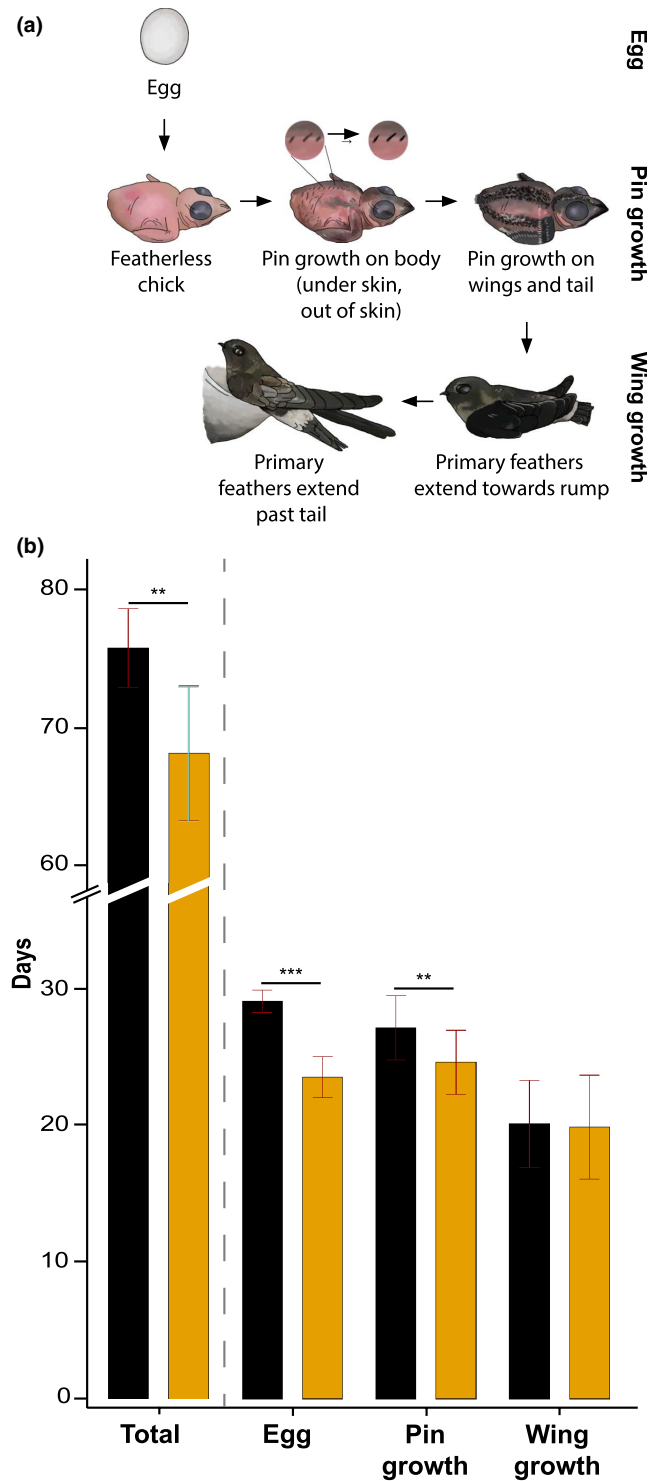 (a)
Egg
Egg
Featherless
chick
Pin growth on body
(under skin,
out of skin)
Pin growth on
wings and tail
Pin growth
Primary
feathers extend
past tail
Primary feathers
extend towards rump
Wing growth
(b)
80
70
60
30
20
10
0
Days
**
***
**
Total
Egg
Pin
growth
Wing
growth